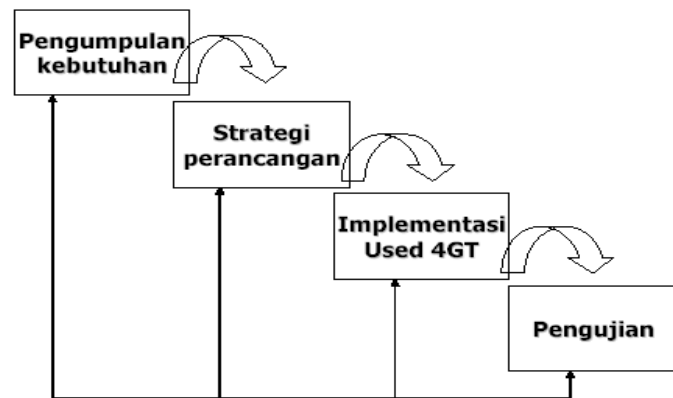 Pengumpulan
kebutuhan
Strategi
perancangan
Implementasi
Used 4GT
Pengujian